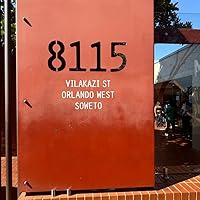 8115
VILAKAZI ST
ORLANDO WEST
SOWETO